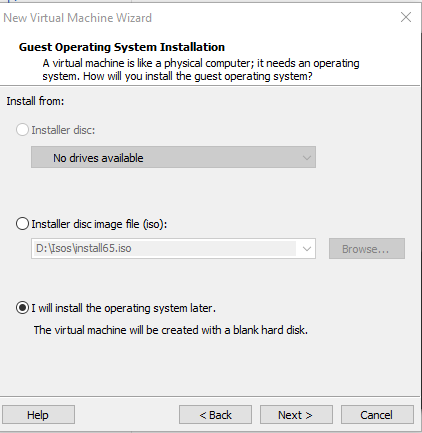 New Virtual Machine Wizard
Guest Operating System Installation
A virtual machine is like a physical computer; it needs an operating
system. How will you install the guest operating system?
Install from:
Installer disc:
No drives available
Installer disc image file (iso):
D:\Isos\install65.iso
Browse...
I will install the operating system later.
The virtual machine will be created with a blank hard disk.
Help
< Back
Next >
Cancel